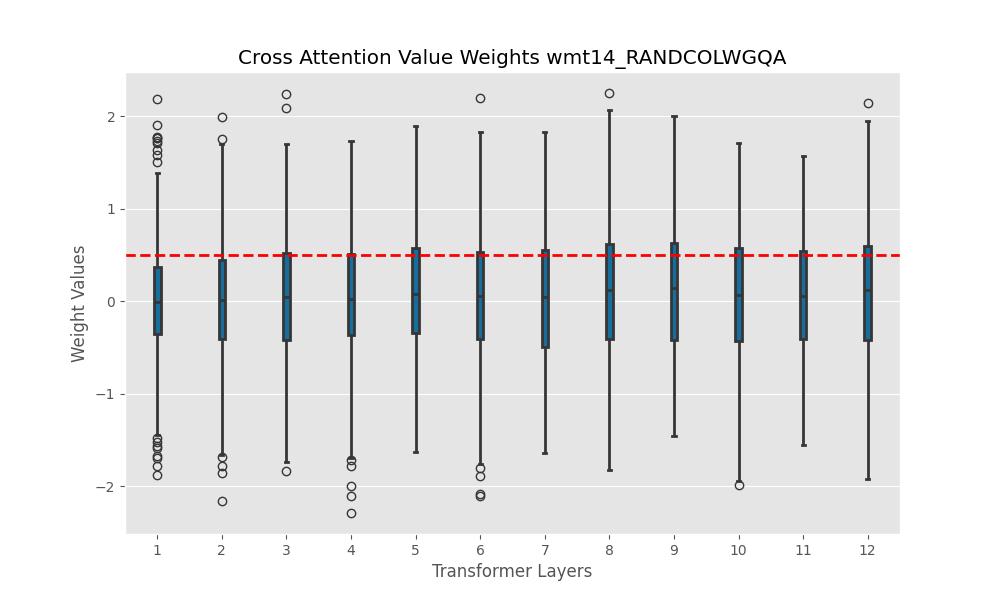 Cross Attention Value Weights wmt14_RANDCOLWGQA
Weight Values
2
1
0
−1
−2
1 2 3 4 5 6 7 8 9 10 11 12
Transformer Layers